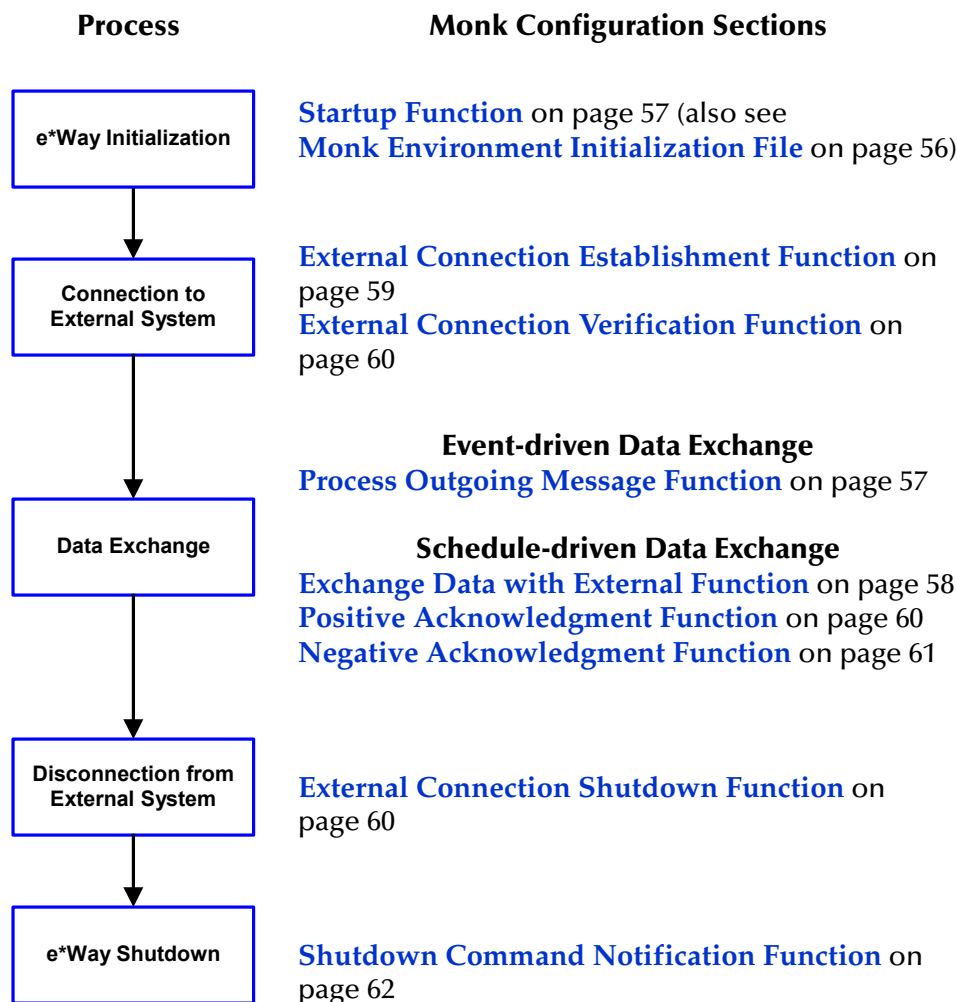 Process
Monk Configuration Sections
e*Way Initialization
Startup Function on page 57 (also see
Monk Environment Initialization File on page 56)
Connection to
External System
External Connection Establishment Function on
page 59
External Connection Verification Function on
page 60
Data Exchange
Event-driven Data Exchange
Process Outgoing Message Function on page 57
Schedule-driven Data Exchange
Exchange Data with External Function on page 58
Positive Acknowledgment Function on page 60
Negative Acknowledgment Function on page 61
Disconnection from
External System
External Connection Shutdown Function on
page 60
e*Way Shutdown
Shutdown Command Notification Function on
page 62